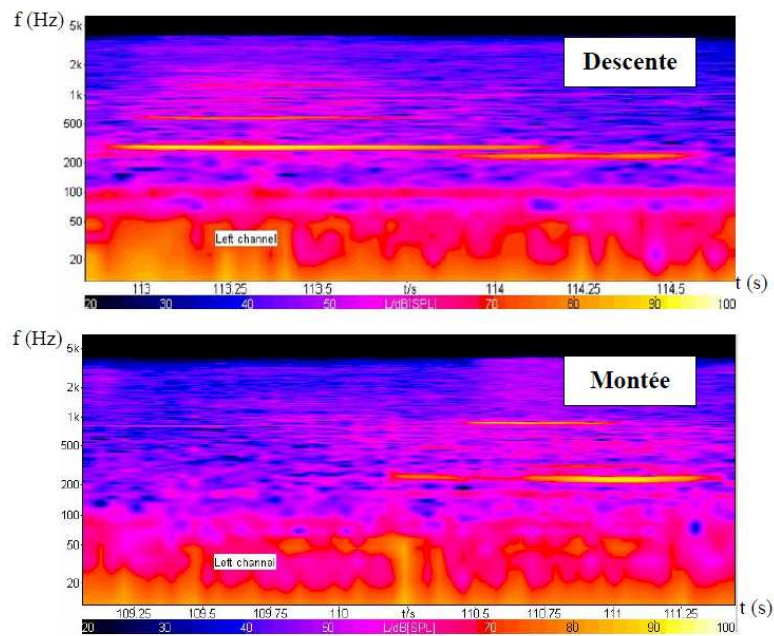 f (Hz)
5k
Descente
2k
1k
600
200
100
50
Left channel
20
113 113.25 113.5 t/s 114 114.25 114.5 t (s)
20 30 40 50 L/dB[SPL] 70 80 90 100
f (Hz)
5k
Montée
2k
1k
500
200
100
50
Left channel
20
109.25 109.5 109.75 110 t/s 110.5 110.75 111 111.25 t (s)
20 30 40 50 L/dB[SPL] 70 80 90 100